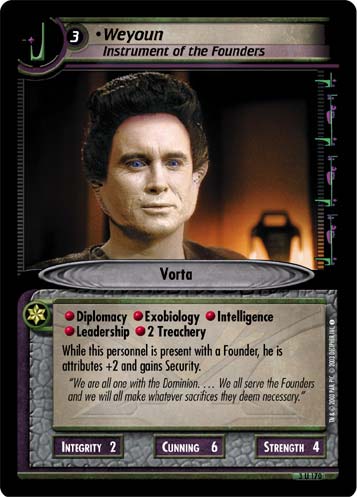 3 •Weyoun
Instrument of the Founders
Vorta
Diplomacy Exobiology Intelligence
Leadership 2 Treachery
While this personnel is present with a Founder, he is
attributes +2 and gains Security.
"We are all one with the Dominion. . . . We all serve the Founders
and we will all make whatever sacrifices they deem necessary."
INTEGRITY 2 CUNNING 6 STRENGTH 4
3 U 176